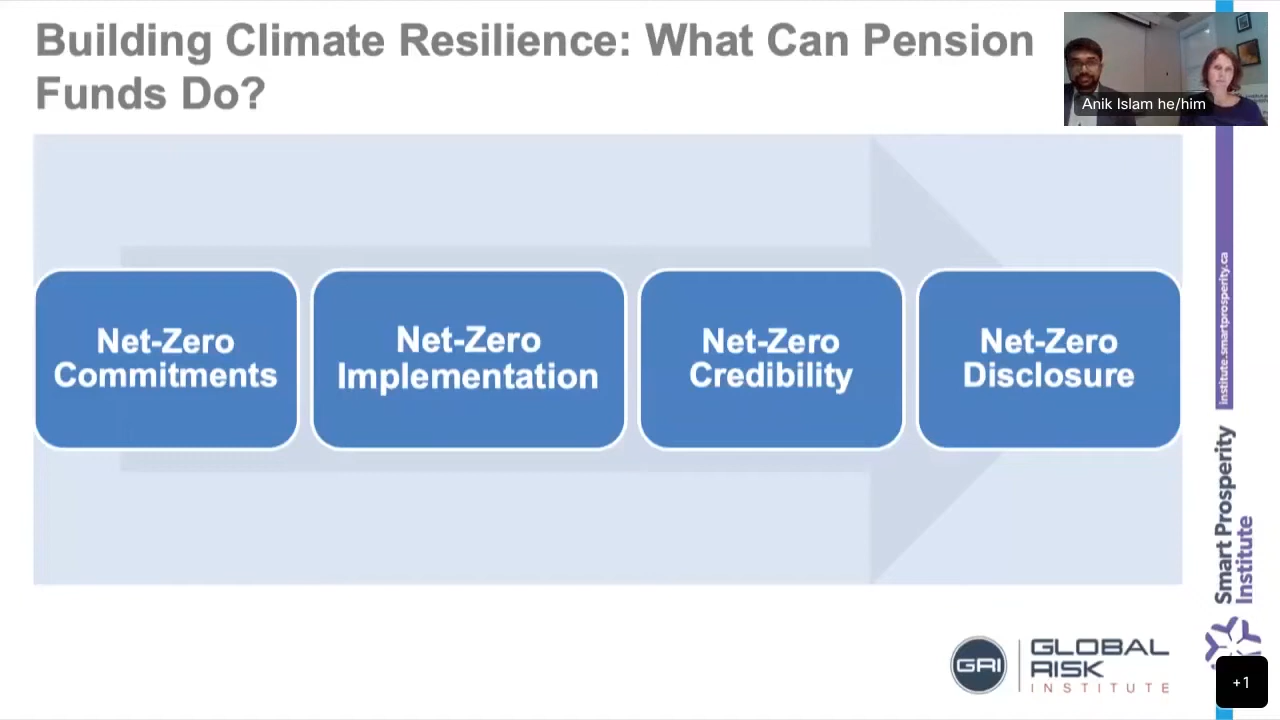 Building Climate Resilience: What Can Pension
Funds Do?
Anik Islam he/him
Net-Zero
Commitments
Net-Zero
Implementation
Net-Zero
Credibility
Net-Zero
Disclosure
institute.smartprosperity.ca
Smart Prosperity
Institute
GRI
GLOBAL
RISK
INSTITUTE
+1